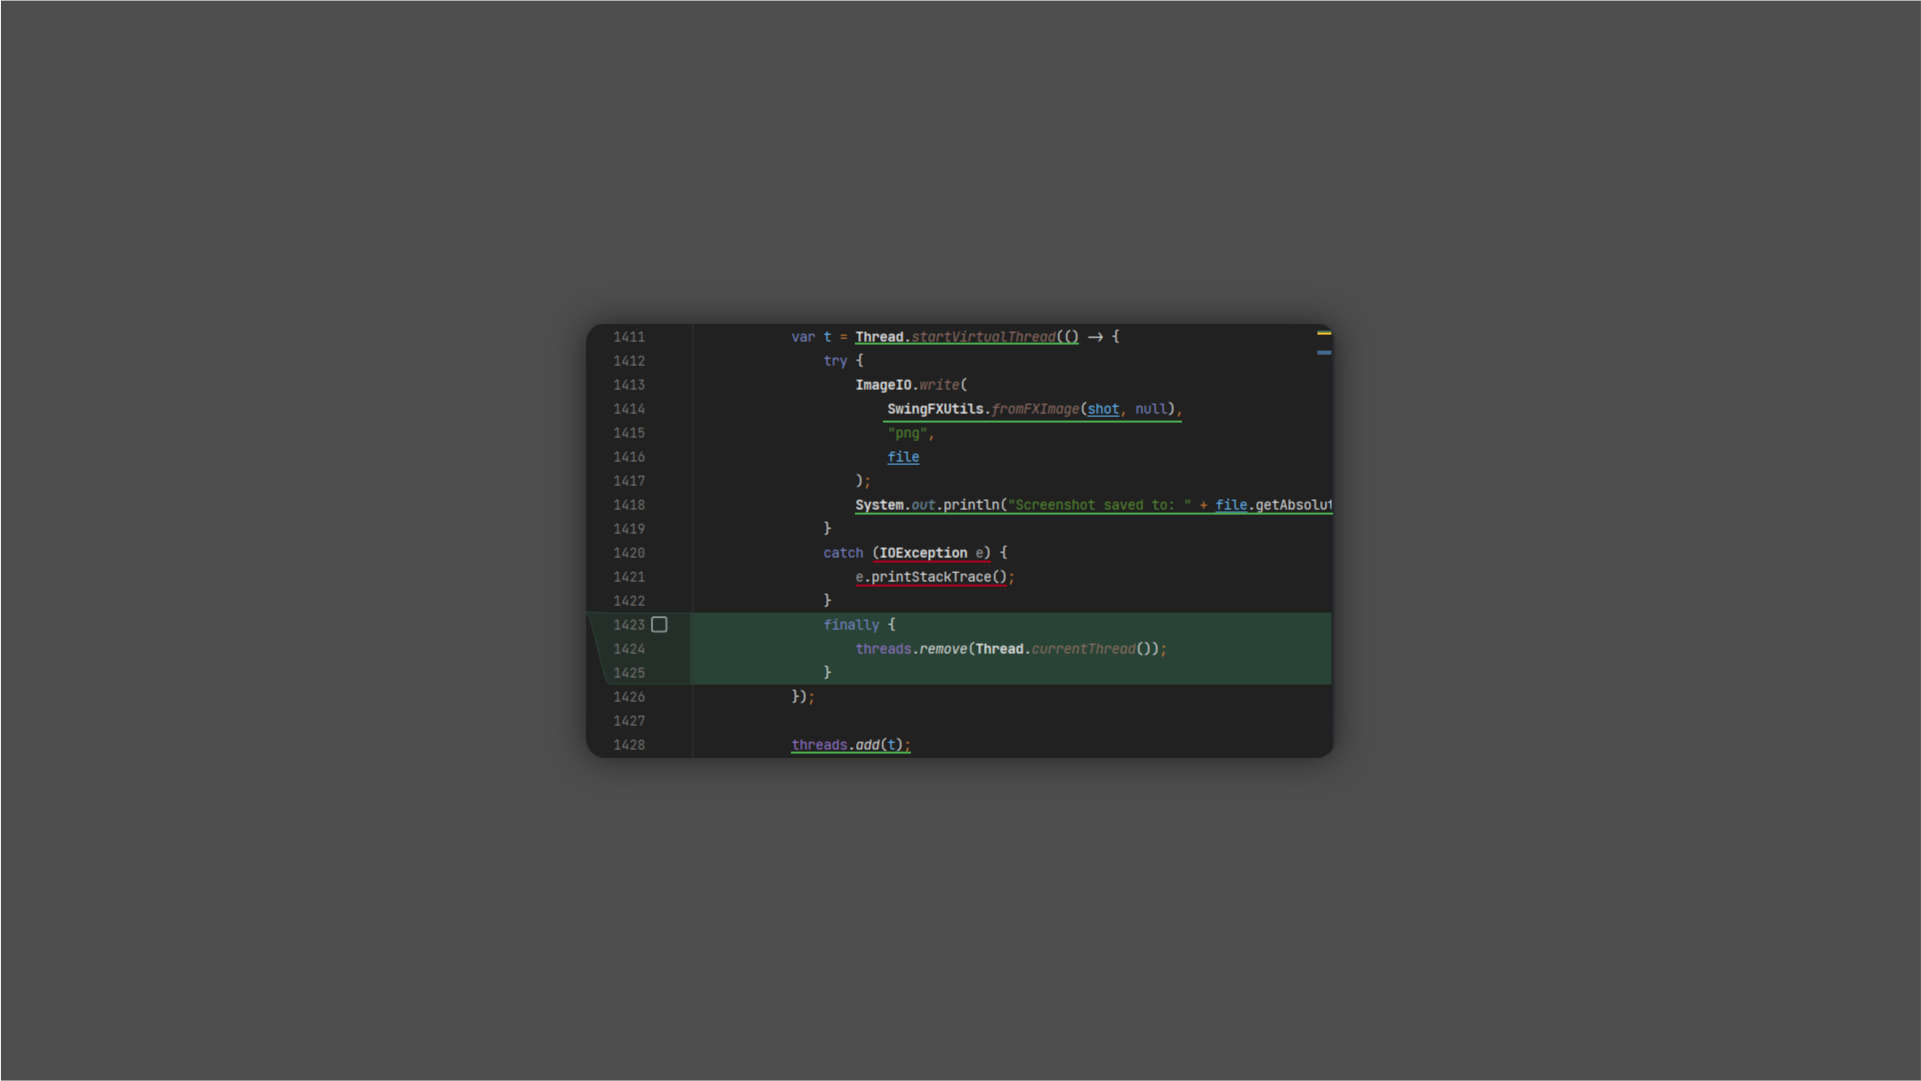 1411 var t = Thread.startVirtualThread(() → {
1412 try {
1413 ImageIO.write(
1414 SwingFXUtils.fromFXImage(shot, null),
1415 "png",
1416 file
1417 );
1418 System.out.println("Screenshot saved to: " + file.getAbsolut
1419 }
1420 catch (IOException e) {
1421 e.printStackTrace();
1422 }
1423 finally {
1424 threads.remove(Thread.currentThread());
1425 }
1426 });
1427
1428 threads.add(t);